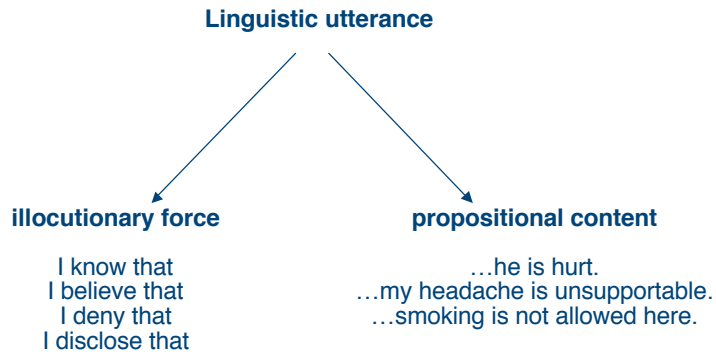 Linguistic utterance
illocutionary force
I know that
I believe that
I deny that
I disclose that
propositional content
…he is hurt.
…my headache is unsupportable.
…smoking is not allowed here.